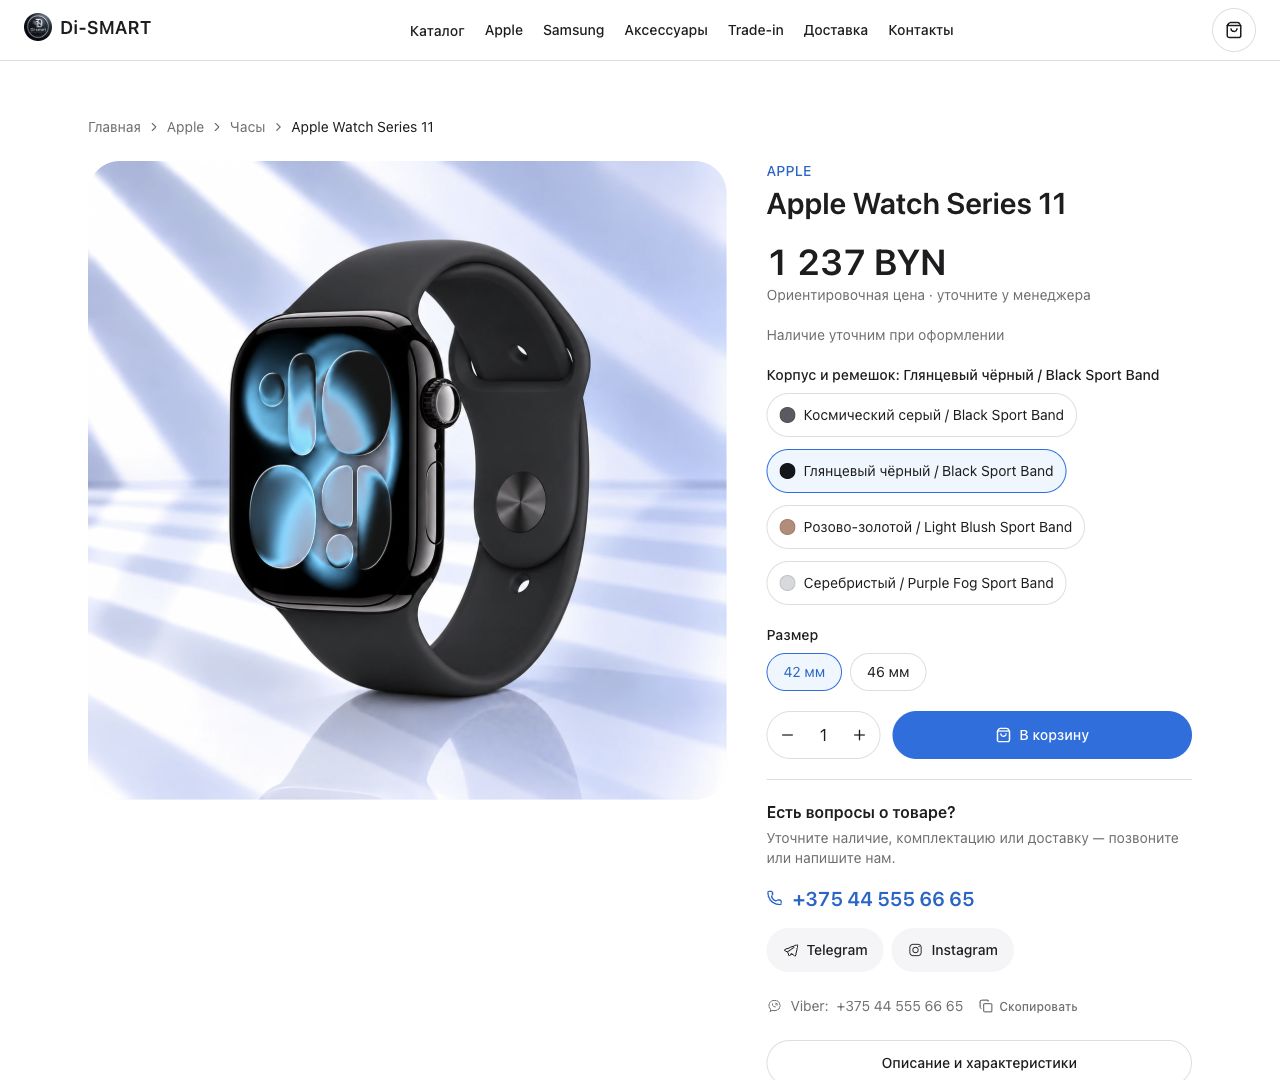 Di-SMART
Каталог Apple Samsung Аксессуары Trade-in Доставка Контакты
Главная Apple Часы Apple Watch Series 11
APPLE
Apple Watch Series 11
1 237 BYN
Ориентировочная цена · уточните у менеджера
Наличие уточним при оформлении
Корпус и ремешок: Глянцевый чёрный / Black Sport Band
Космический серый / Black Sport Band
Глянцевый чёрный / Black Sport Band
Розово-золотой / Light Blush Sport Band
Серебристый / Purple Fog Sport Band
Размер
42 мм 46 мм
1 В корзину
Есть вопросы о товаре?
Уточните наличие, комплектацию или доставку — позвоните
или напишите нам.
+375 44 555 66 65
Telegram Instagram
Viber: +375 44 555 66 65 Скопировать
Описание и характеристики